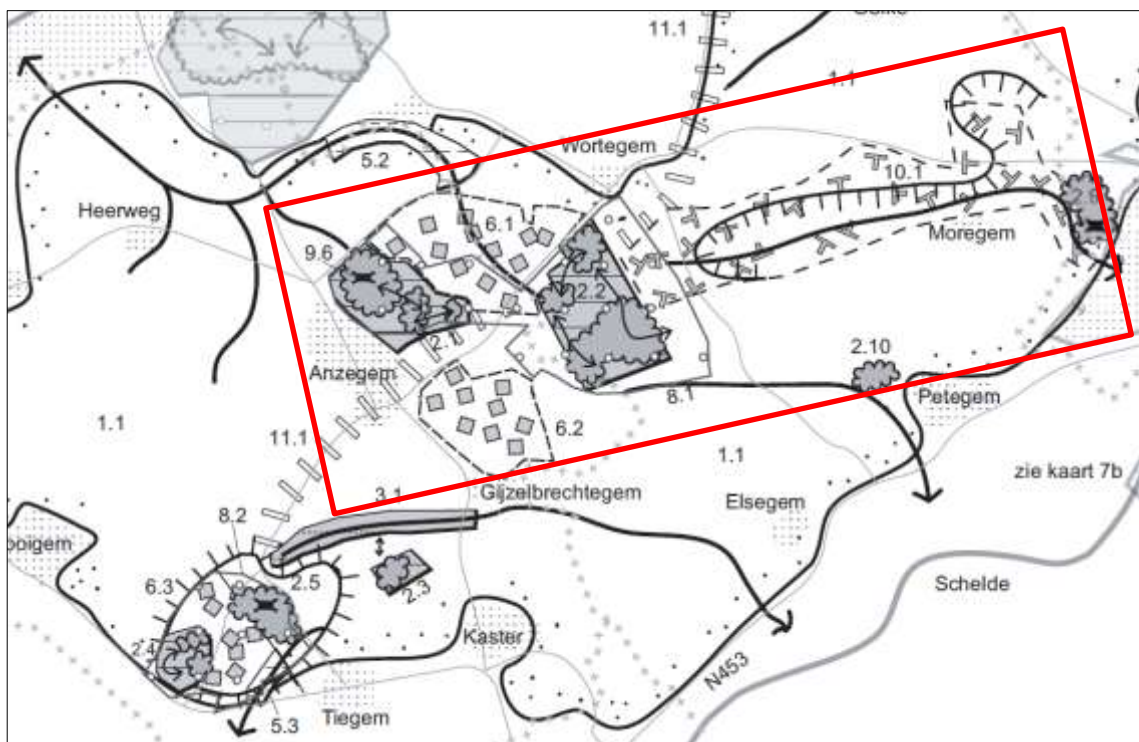 11.1
1.1
5.2
Wortegem
10.1
Heerweg
6.1
9.6
Moregem
2.2
2.1
Anzegem
2.10
8.1
Petegem
1.1
6.2
11.1
1.1
zie kaart 7b
Gijzelbrechtegem
3.1
Elsegem
8.2
ooigem
6.3
2.5
2.3
Schelde
2.4
Kaster
N453
5.3
Tiegem